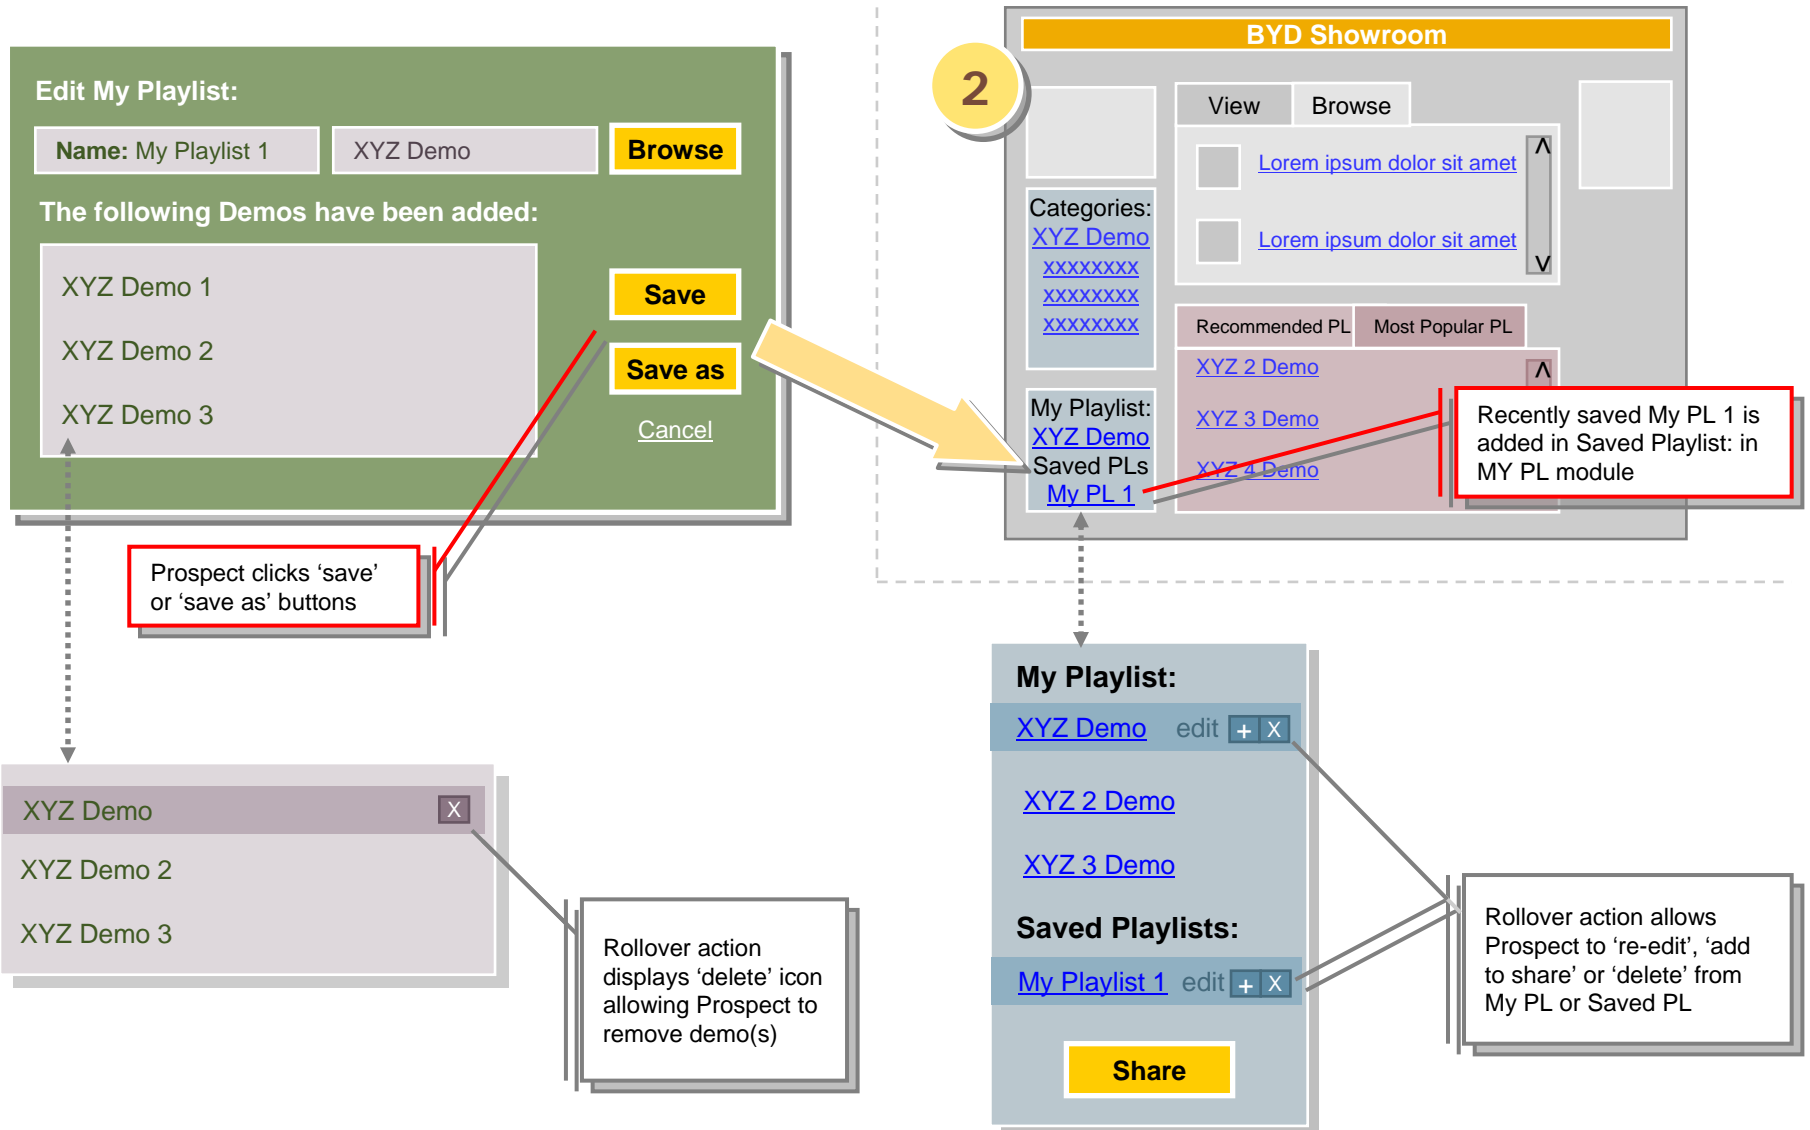 Edit My Playlist:
Name: My Playlist 1
XYZ Demo
Browse
The following Demos have been added:
XYZ Demo 1
XYZ Demo 2
XYZ Demo 3
Save
Save as
Cancel
Prospect clicks ‘save’
or ‘save as’ buttons
XYZ Demo
X
XYZ Demo 2
XYZ Demo 3
Rollover action
displays ‘delete’ icon
allowing Prospect to
remove demo(s)
2
BYD Showroom
View
Browse
Lorem ipsum dolor sit amet
Lorem ipsum dolor sit amet
Categories:
XYZ Demo
xxxxxxxx
xxxxxxxx
xxxxxxxx
Recommended PL
Most Popular PL
XYZ 2 Demo
XYZ 3 Demo
XYZ 4 Demo
My Playlist:
XYZ Demo
Saved PLs
My PL 1
Recently saved My PL 1 is
added in Saved Playlist: in
MY PL module
My Playlist:
XYZ Demo edit + X
XYZ 2 Demo
XYZ 3 Demo
Saved Playlists:
My Playlist 1 edit + X
Share
Rollover action allows
Prospect to ‘re-edit’, ‘add
to share’ or ‘delete’ from
My PL or Saved PL